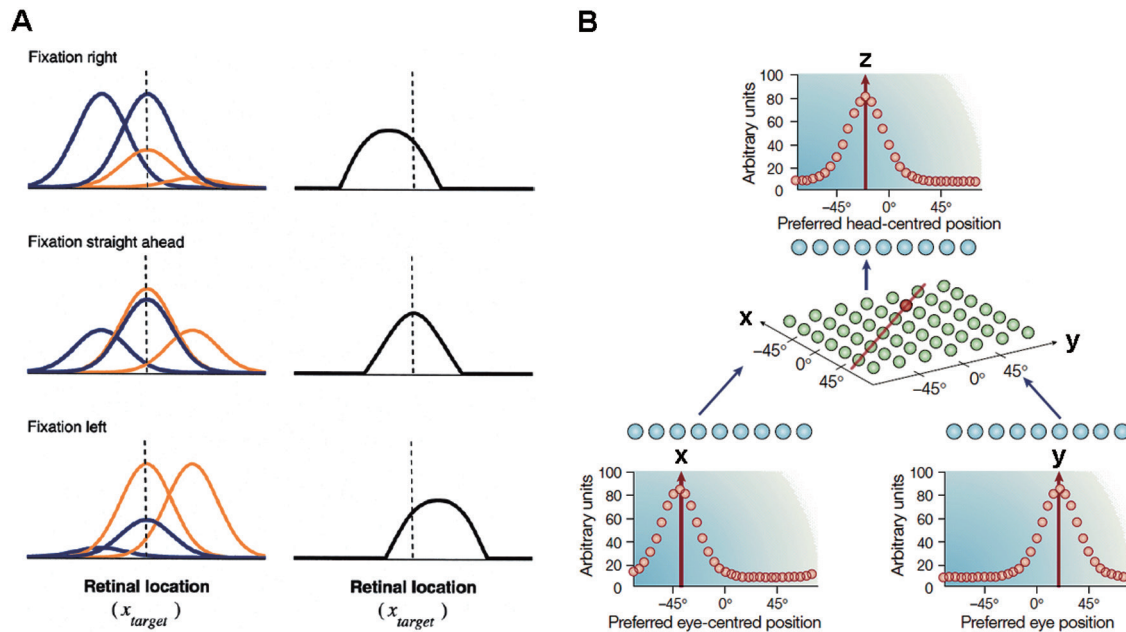 A
Fixation right
Fixation straight ahead
Fixation left
Retinal location
(x target)
Retinal location
(x target)
B
z
Arbitrary units
100
80
60
40
20
0
−45° 0° 45°
Preferred head-centred position
x
−45°
0°
45°
y
−45°
0°
45°
x
Arbitrary units
100
80
60
40
20
0
−45° 0° 45°
Preferred eye-centred position
y
Arbitrary units
100
80
60
40
20
0
−45° 0° 45°
Preferred eye position